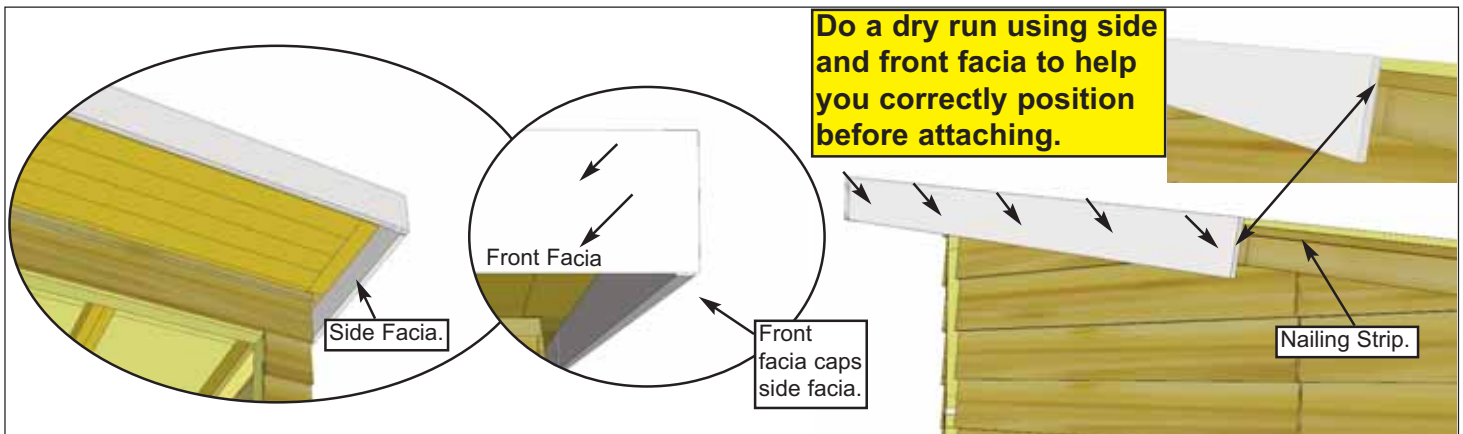 Do a dry run using side
and front facia to help
you correctly position
before attaching.
Side Facia.
Front Facia
Front
facia caps
side facia.
Nailing Strip.